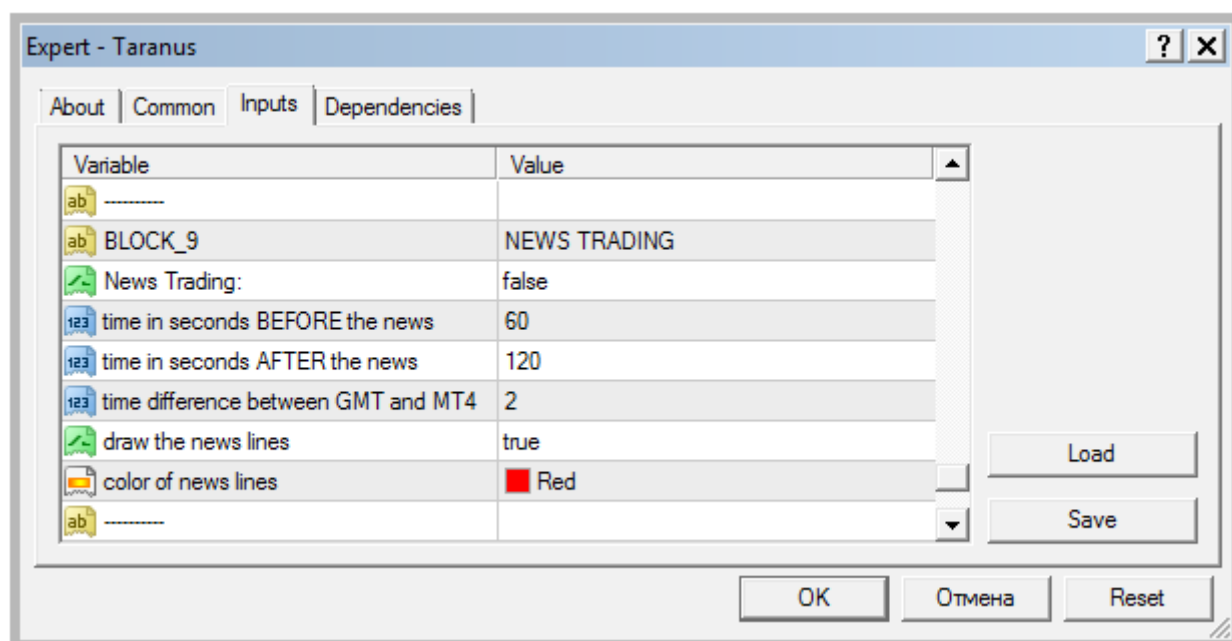 Expert - Taranus
? X
About Common Inputs Dependencies
Variable Value
ab ----------
ab BLOCK_9 NEWS TRADING
News Trading: false
123 time in seconds BEFORE the news 60
123 time in seconds AFTER the news 120
123 time difference between GMT and MT4 2
draw the news lines true
color of news lines Red
ab ----------
Load
Save
OK Отмена Reset